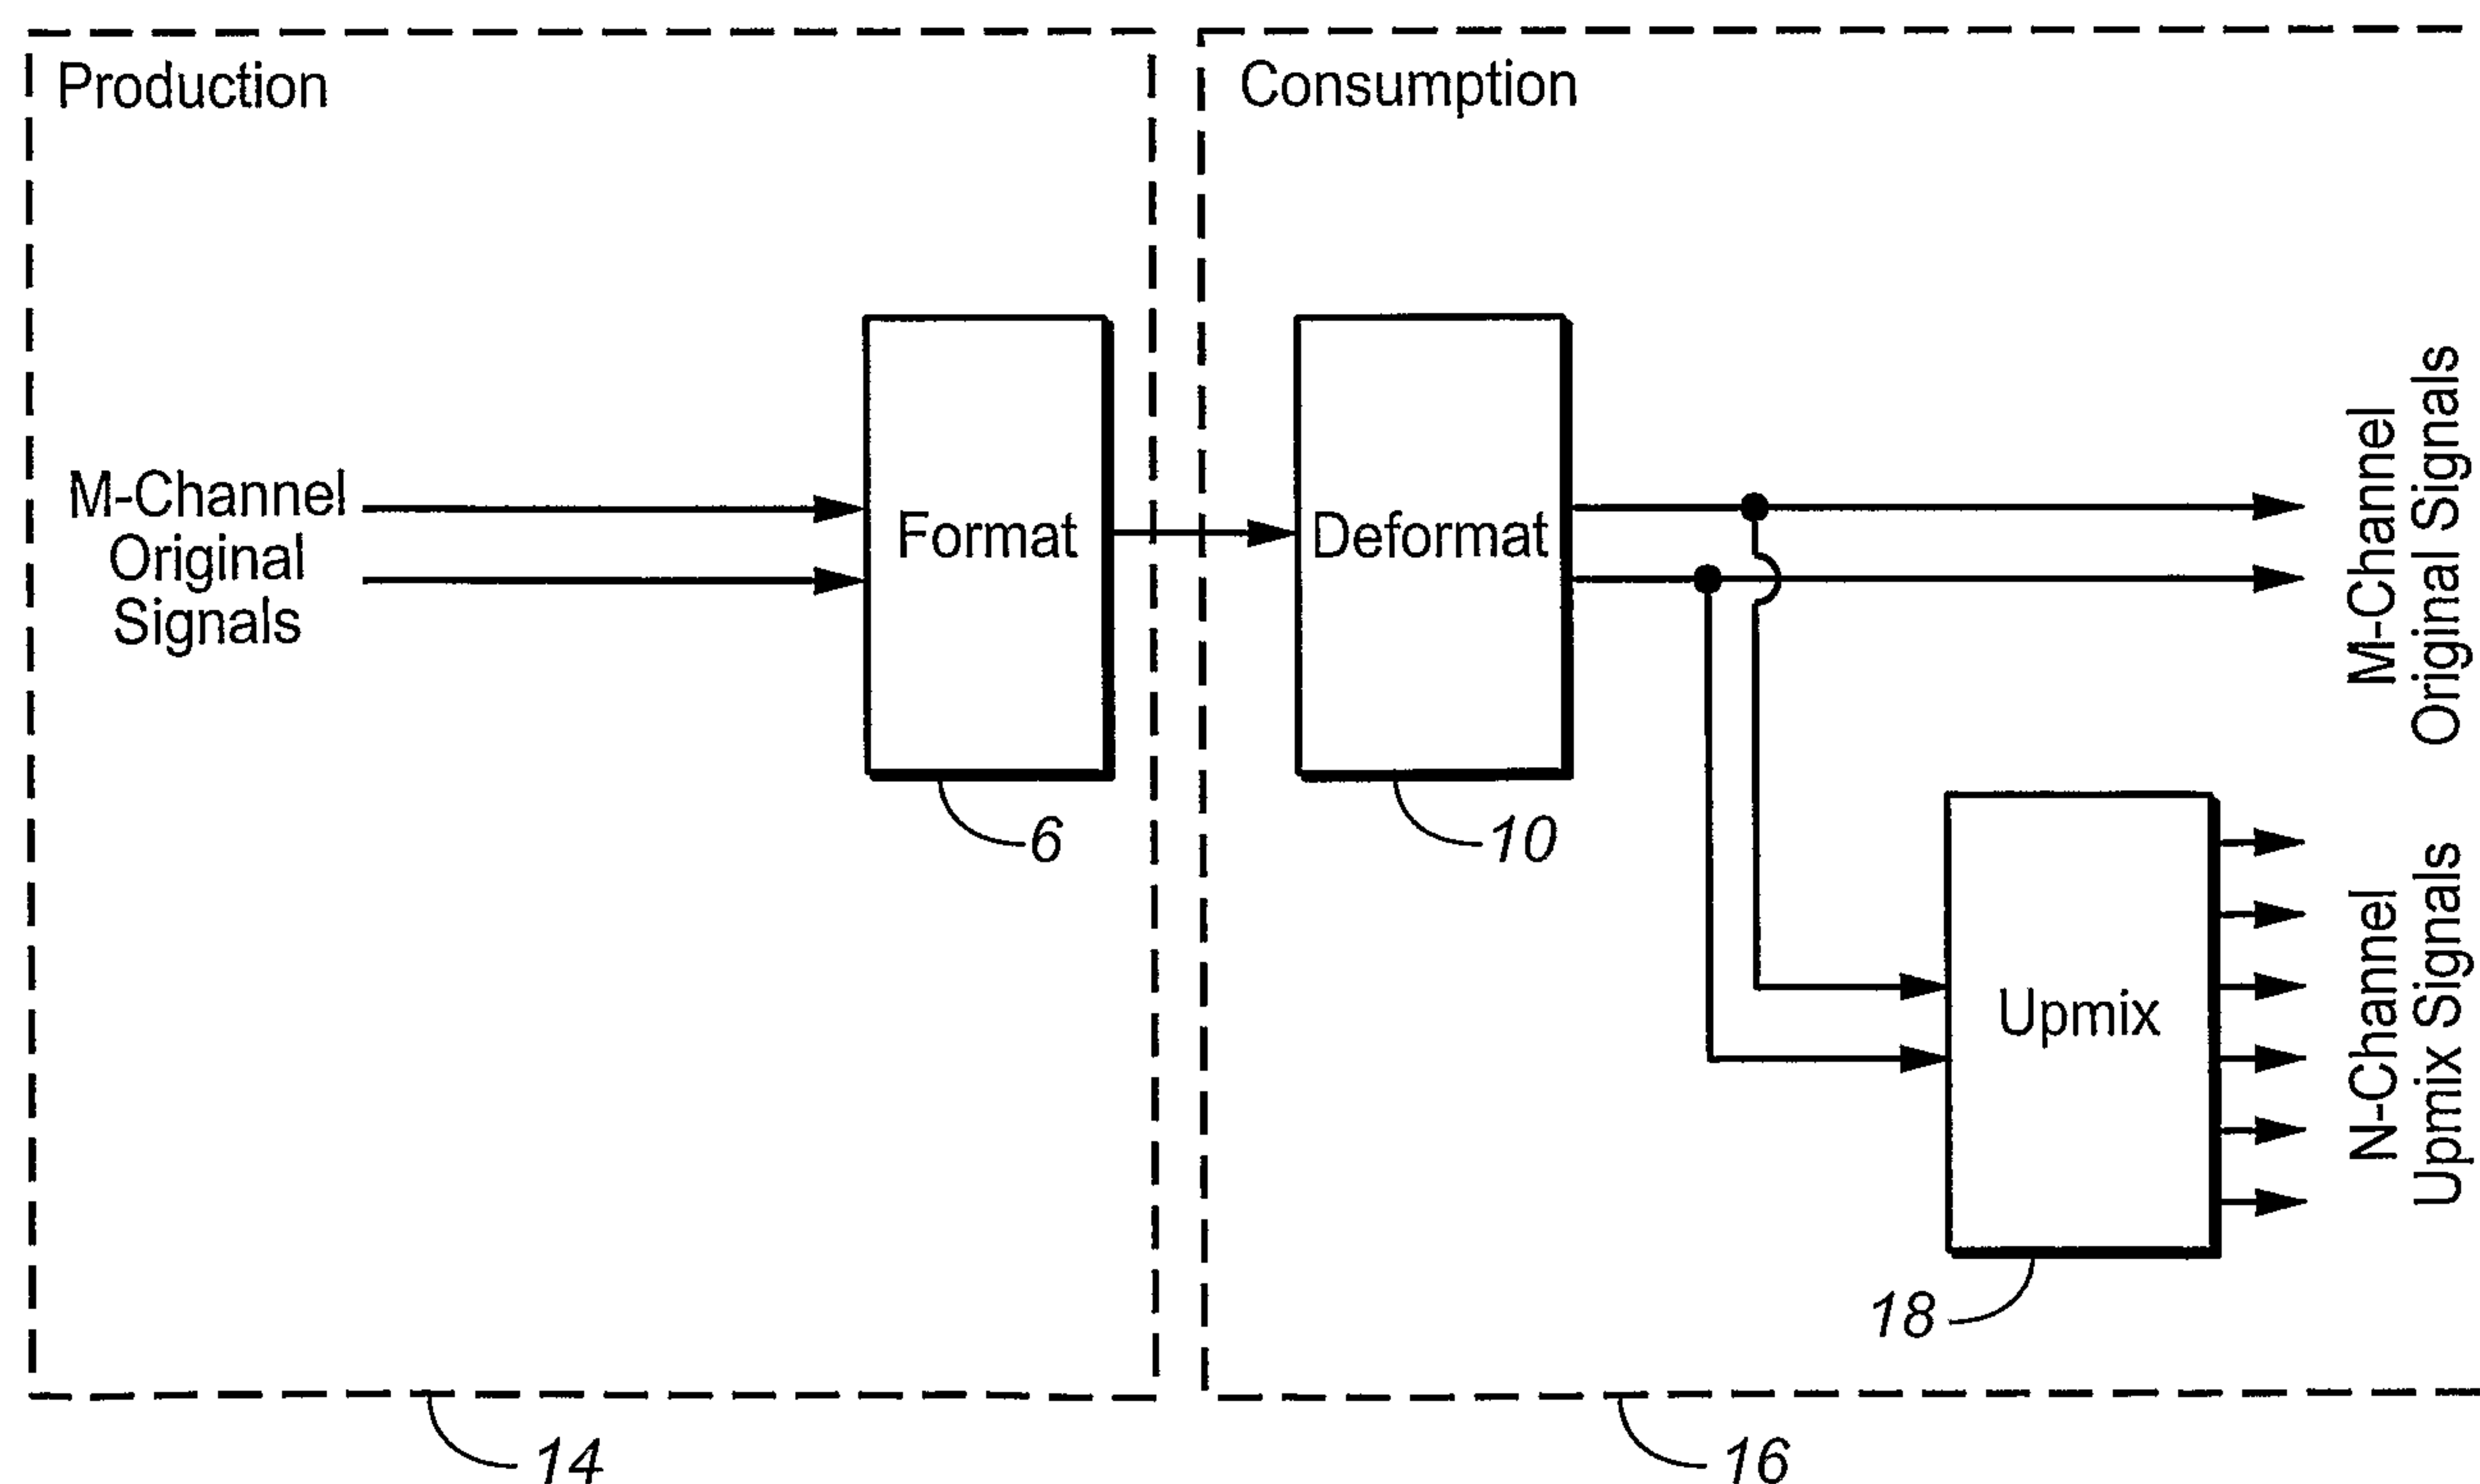 Production
Consumption
M-Channel
Original
Signals
Format
Deformat
M-Channel
Original Signals
6
10
Upmix
N-Channel
Upmix Signals
18
14
16